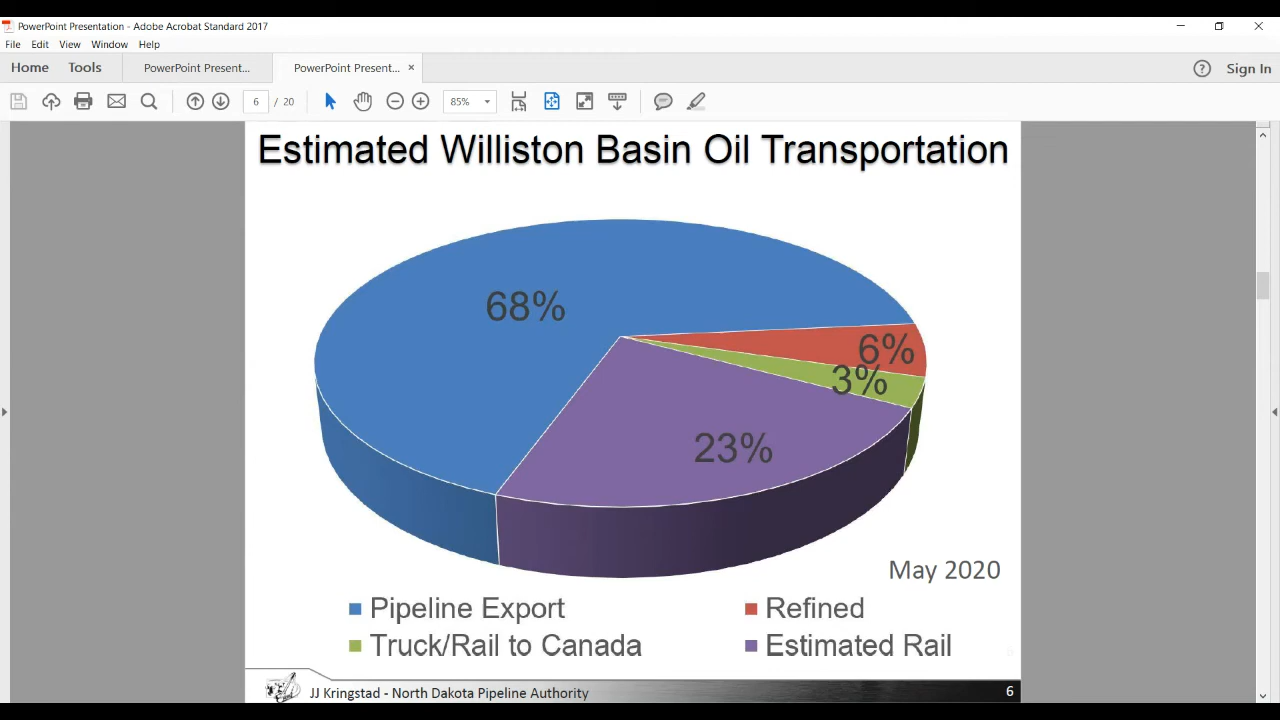 PowerPoint Presentation - Adobe Acrobat Standard 2017
File Edit View Window Help
Home Tools PowerPoint Present... PowerPoint Present... × Sign In
6 / 20 85%
Estimated Williston Basin Oil Transportation
68%
6%
3%
23%
May 2020
Pipeline Export Refined
Truck/Rail to Canada Estimated Rail
JJ Kringstad - North Dakota Pipeline Authority 6